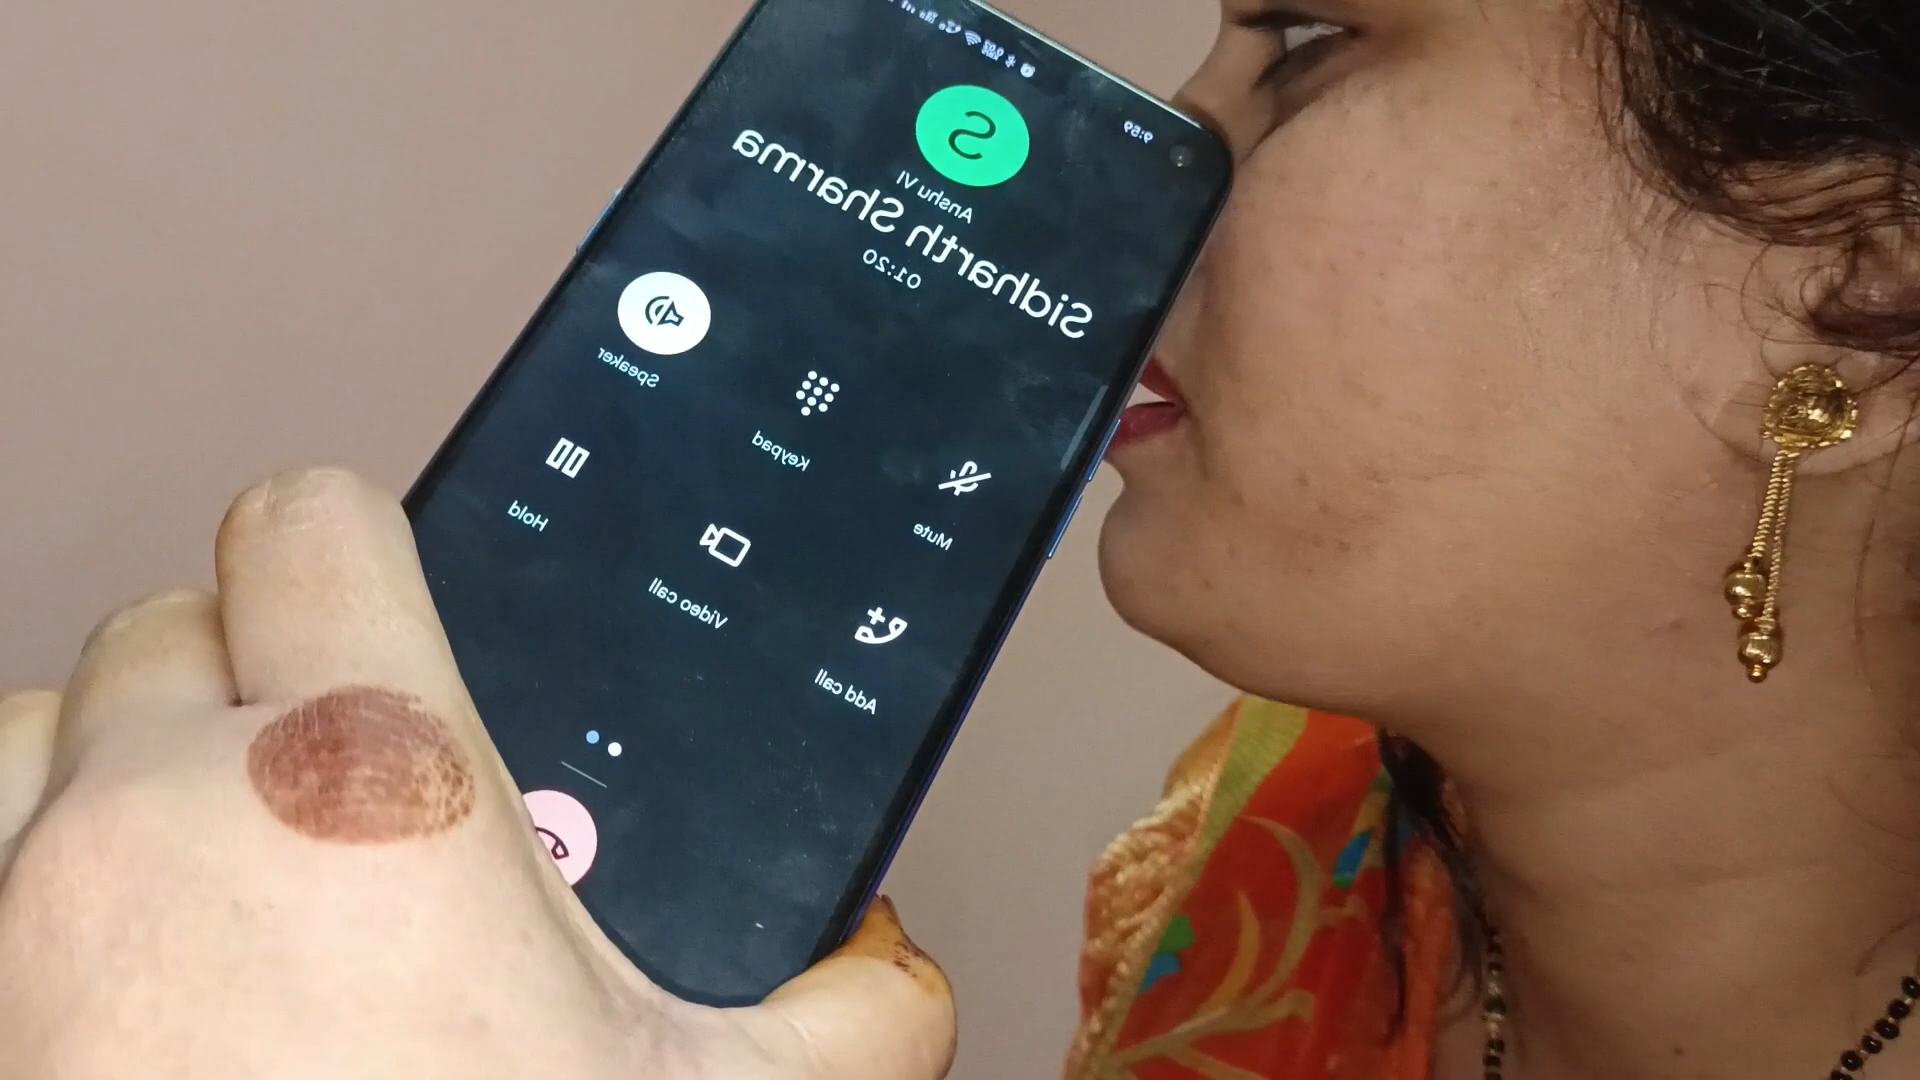 9:59
S
Anshu VI
Sidharth Sharma
01:20
Mute
Keypad
Speaker
Add call
Video call
Hold